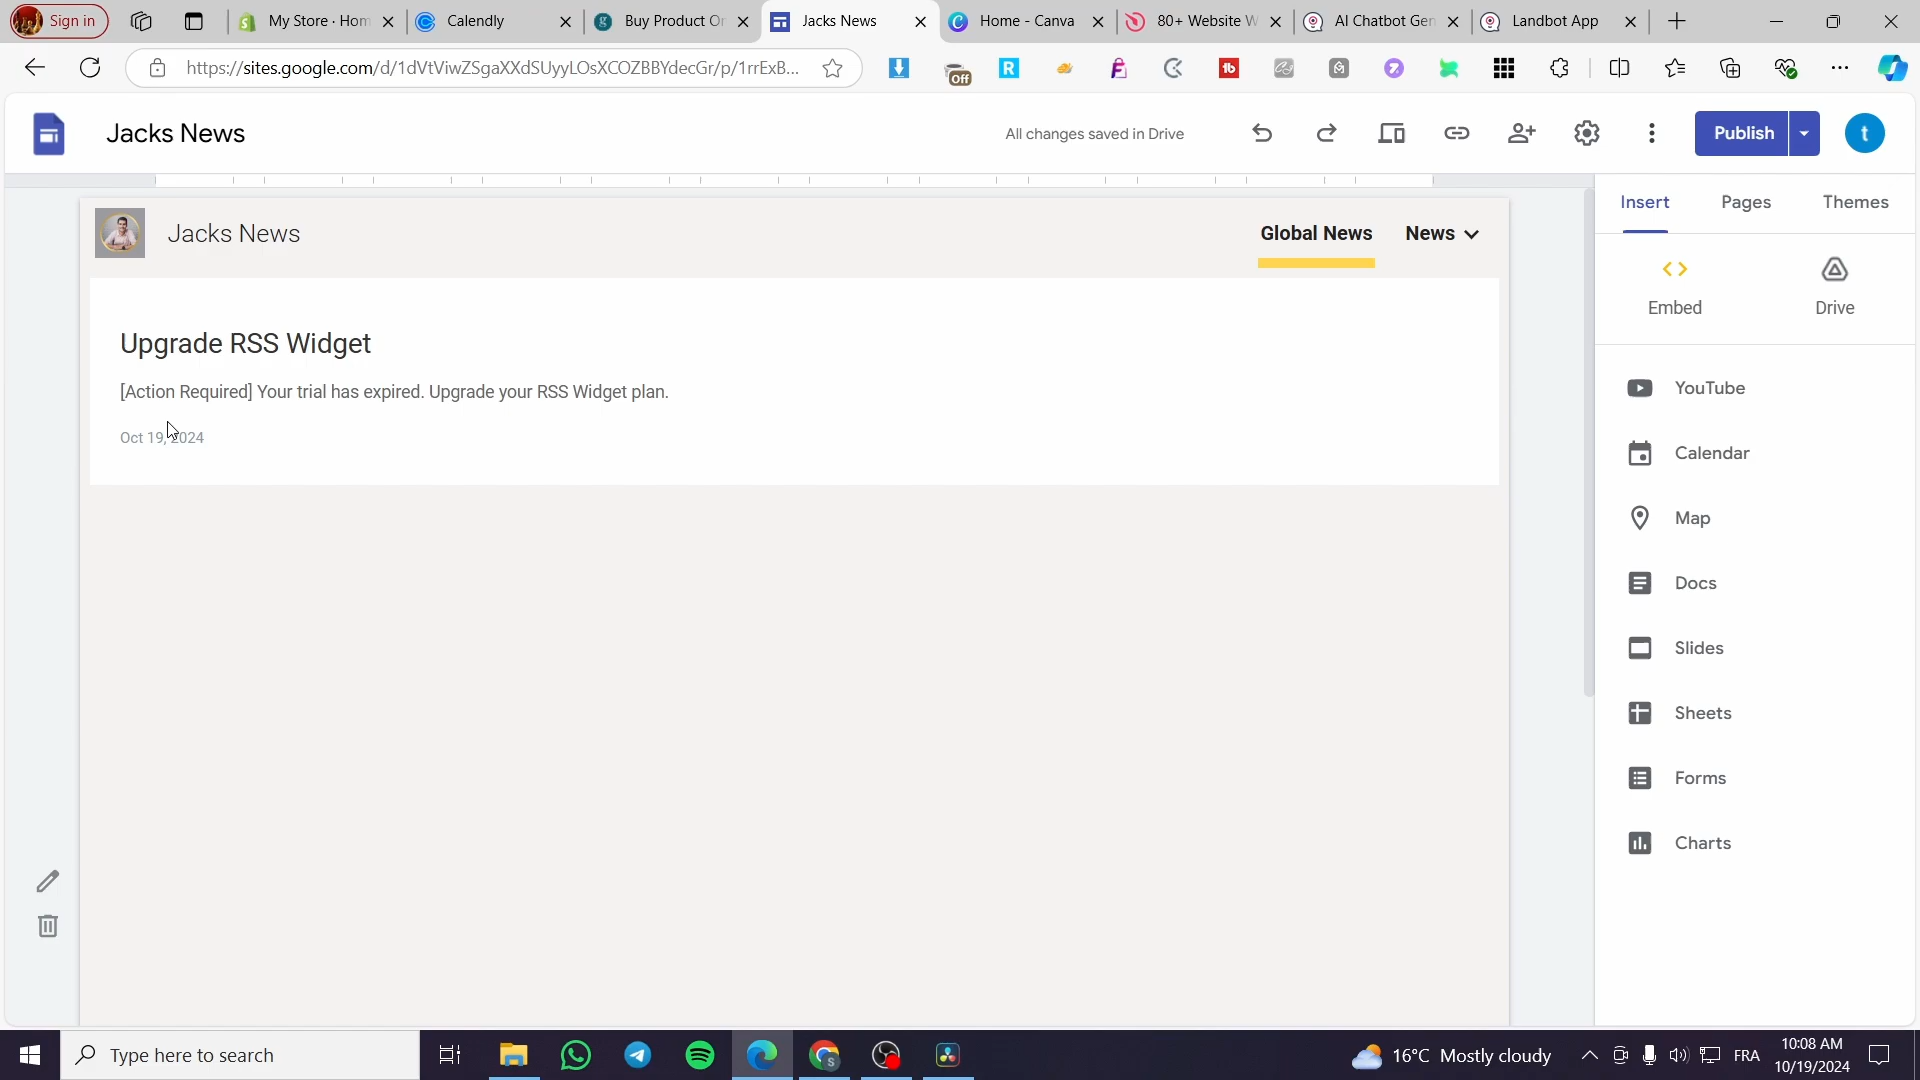 Sign in
My Store · Hom
Calendly
Buy Product Or
Jacks News
Home - Canva
80+ Website W
AI Chatbot Gen
Landbot App
https://sites.google.com/d/1dVtViwZSgaXXdSUyyLOsXCOZBBYdecGr/p/1rrExB...
Off
Jacks News
All changes saved in Drive
Publish
t
Insert
Pages
Themes
Jacks News
Global News
News
Embed
Drive
Upgrade RSS Widget
[Action Required] Your trial has expired. Upgrade your RSS Widget plan.
Oct 19, 2024
YouTube
Calendar
Map
Docs
Slides
Sheets
Forms
Charts
Type here to search
16°C Mostly cloudy
FRA
10:08 AM
10/19/2024